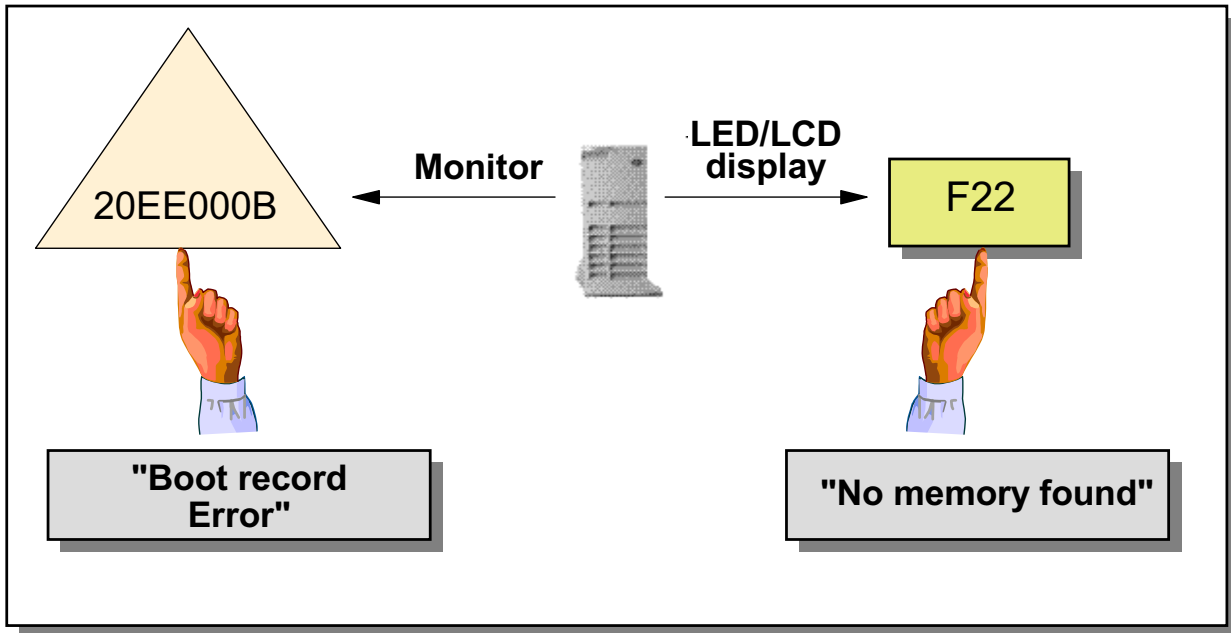 Monitor
LED/LCD
display
20EE000B
F22
"Boot record
Error"
"No memory found"